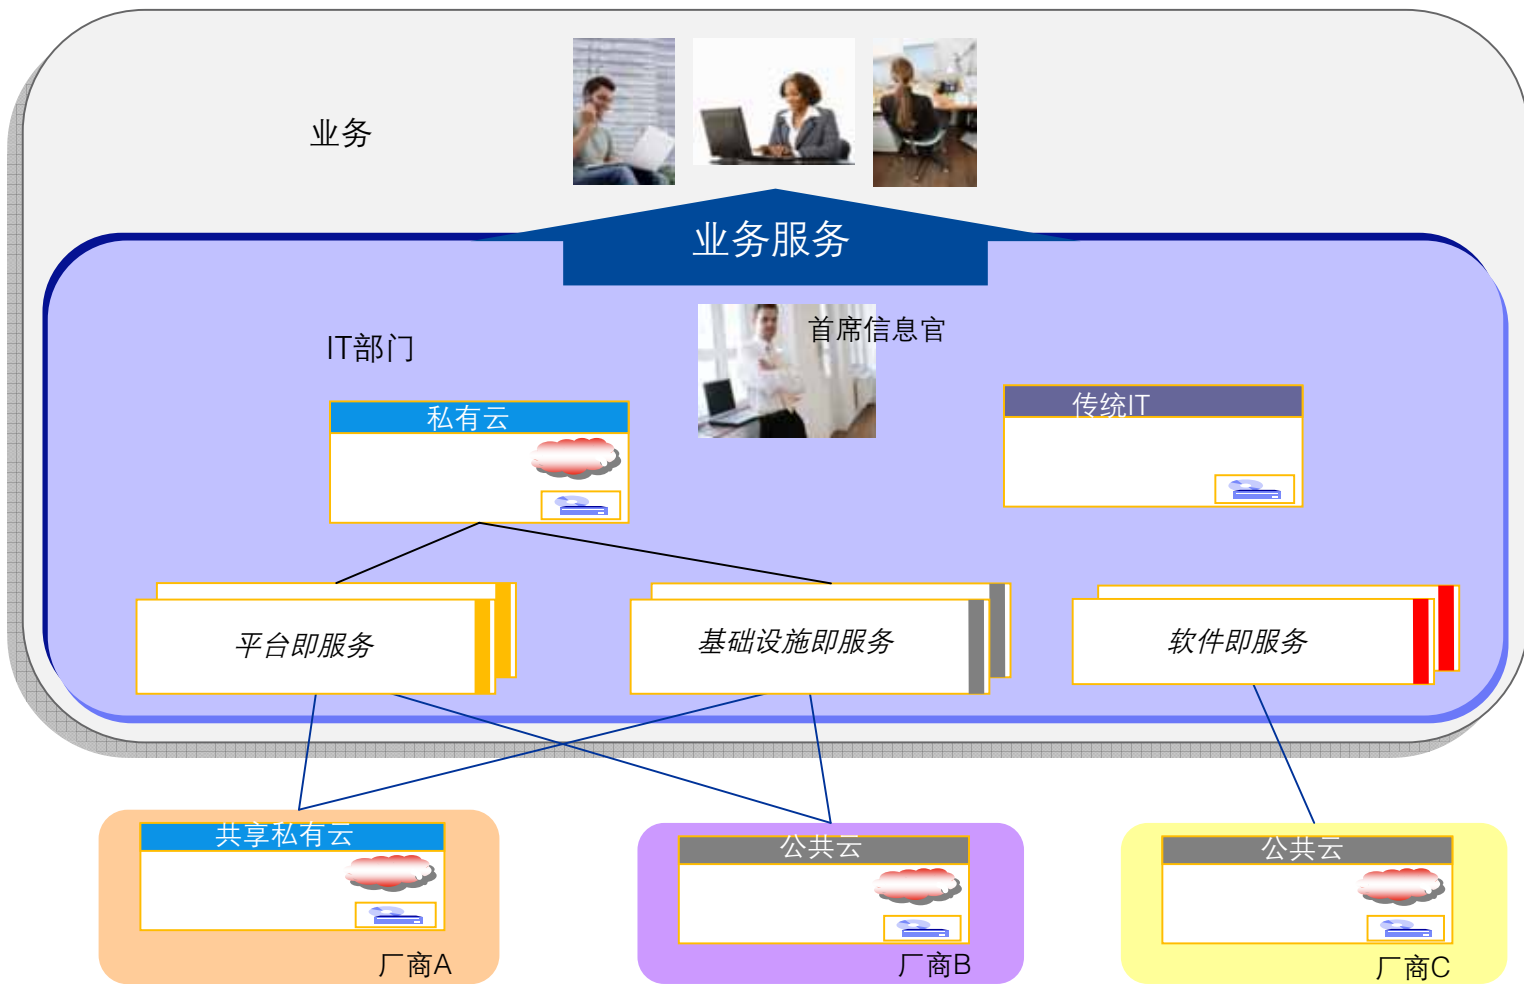 业务
业务服务
首席信息官
IT部门
私有云
传统IT
平台即服务
基础设施即服务
软件即服务
共享私有云
公共云
公共云
厂商A
厂商B
厂商C